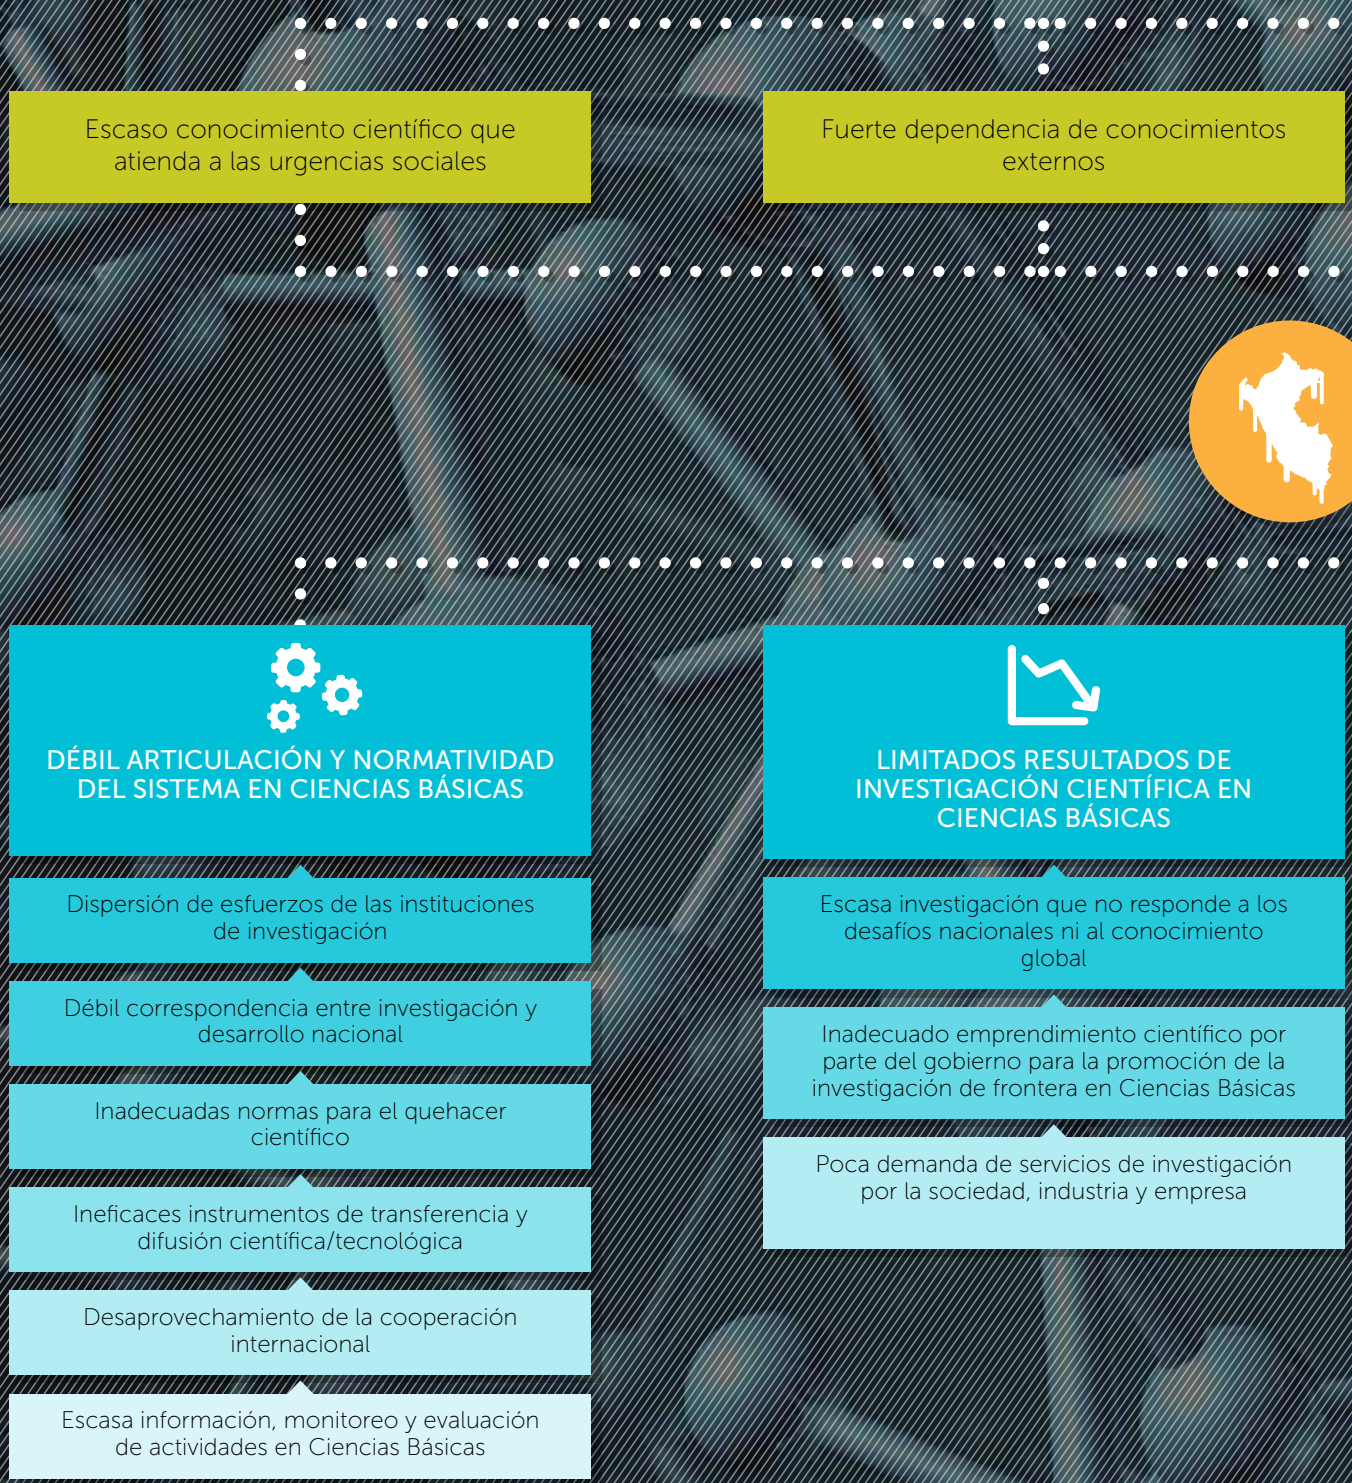 Escaso conocimiento científico que
atienda a las urgencias sociales
Fuerte dependencia de conocimientos
externos
DÉBIL ARTICULACIÓN Y NORMATIVIDAD
DEL SISTEMA EN CIENCIAS BÁSICAS
Dispersión de esfuerzos de las instituciones
de investigación
Débil correspondencia entre investigación y
desarrollo nacional
Inadecuadas normas para el quehacer
científico
Ineficaces instrumentos de transferencia y
difusión científica/tecnológica
Desaprovechamiento de la cooperación
internacional
Escasa información, monitoreo y evaluación
de actividades en Ciencias Básicas
LIMITADOS RESULTADOS DE
INVESTIGACIÓN CIENTÍFICA EN
CIENCIAS BÁSICAS
Escasa investigación que no responde a los
desafíos nacionales ni al conocimiento
global
Inadecuado emprendimiento científico por
parte del gobierno para la promoción de la
investigación de frontera en Ciencias Básicas
Poca demanda de servicios de investigación
por la sociedad, industria y empresa